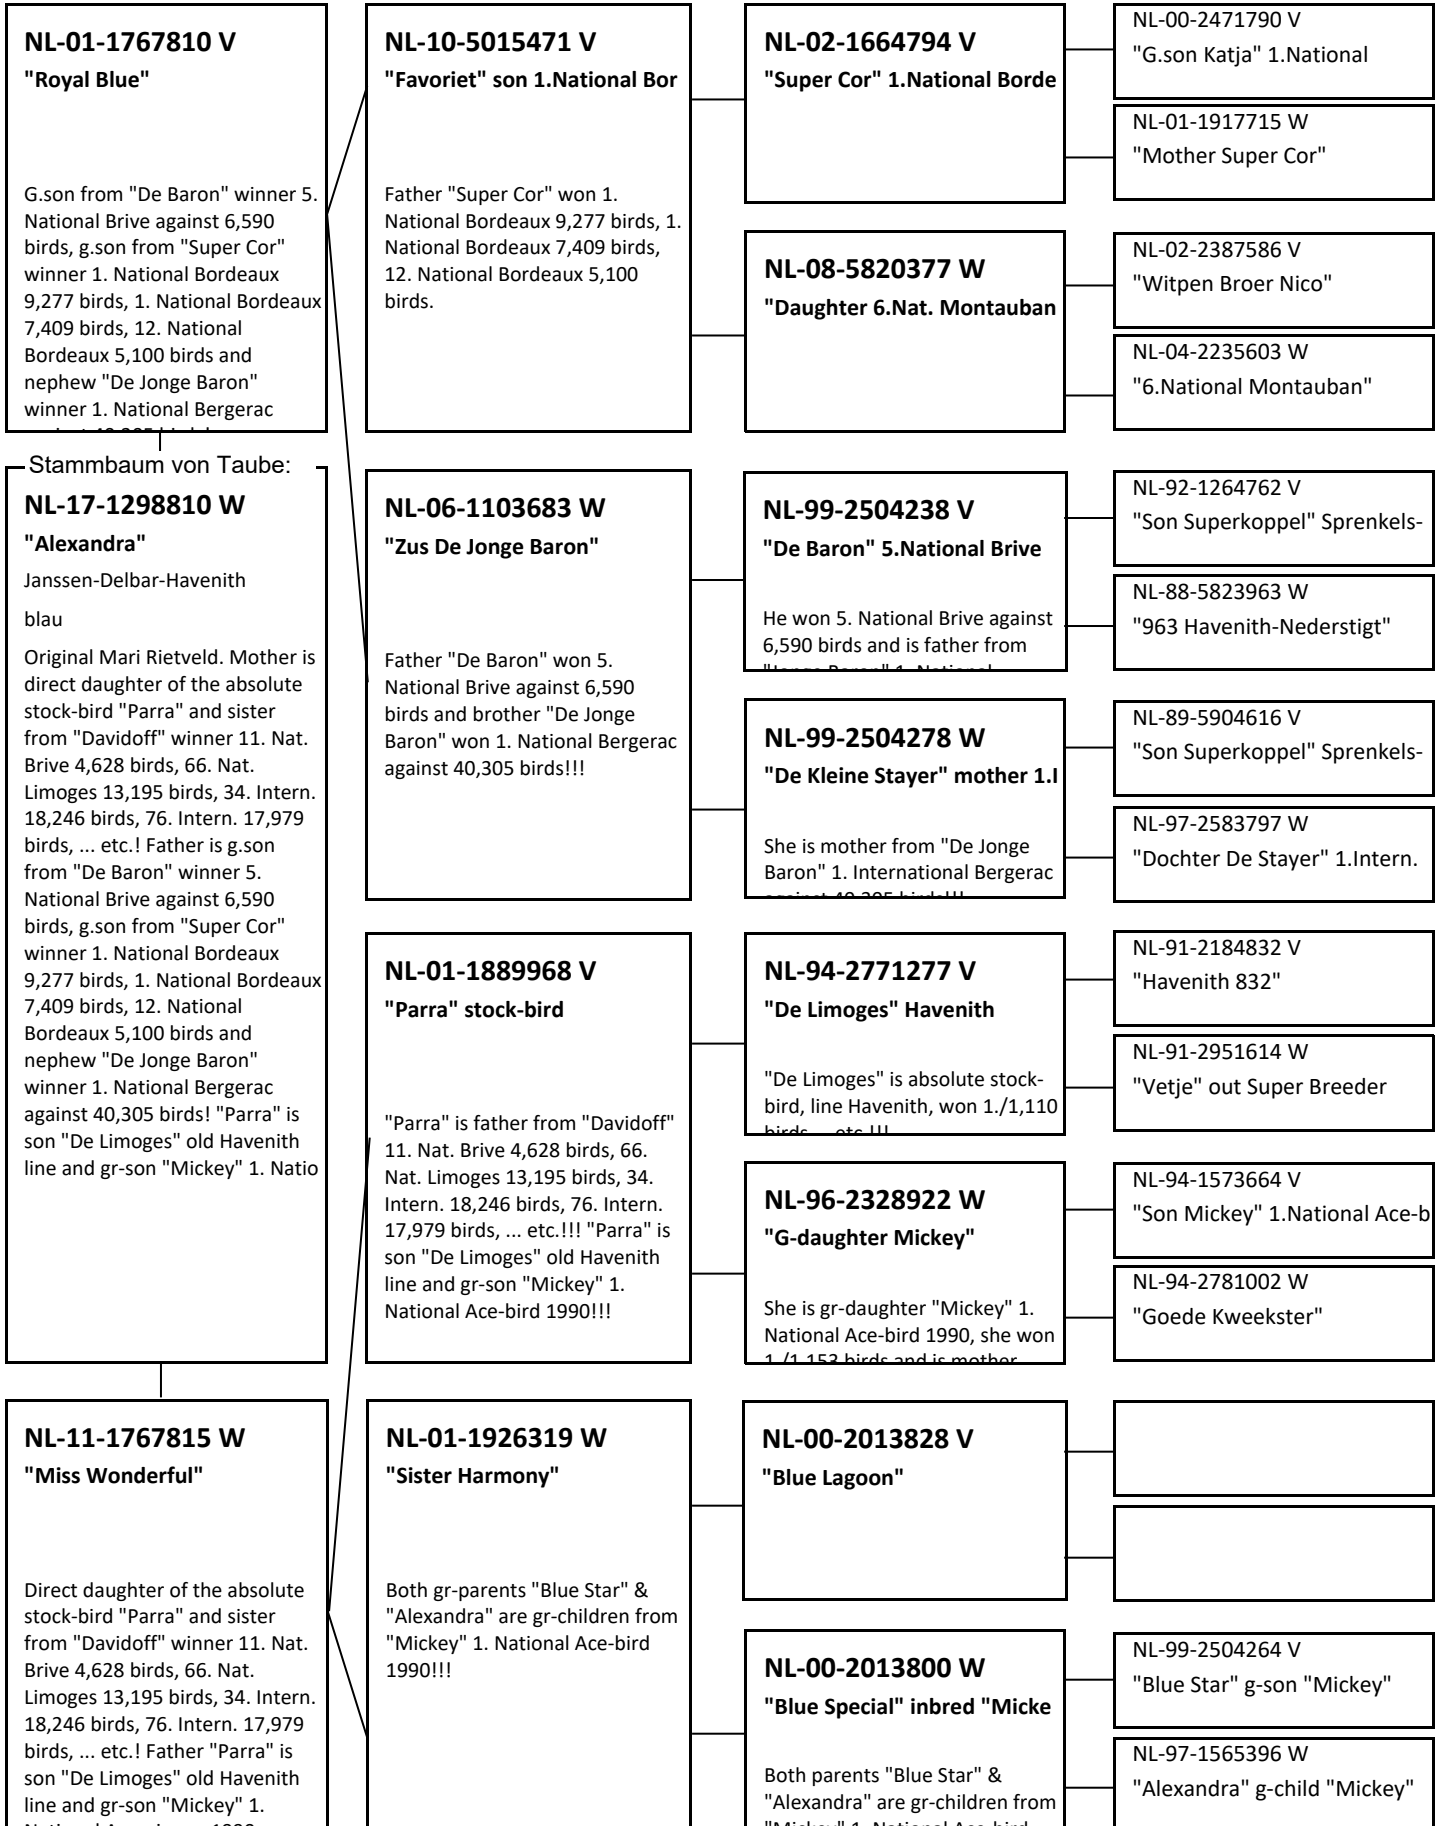 NL-01-1767810 V
"Royal Blue"
G.son from "De Baron" winner 5.
National Brive against 6,590
birds, g.son from "Super Cor"
winner 1. National Bordeaux
9,277 birds, 1. National Bordeaux
7,409 birds, 12. National
Bordeaux 5,100 birds and
nephew "De Jonge Baron"
winner 1. National Bergerac
Stammbaum von Taube:
NL-17-1298810 W
"Alexandra"
Janssen-Delbar-Havenith
blau
Original Mari Rietveld. Mother is
direct daughter of the absolute
stock-bird "Parra" and sister
from "Davidoff" winner 11. Nat.
Brive 4,628 birds, 66. Nat.
Limoges 13,195 birds, 34. Intern.
18,246 birds, 76. Intern. 17,979
birds, ... etc.! Father is g.son
from "De Baron" winner 5.
National Brive against 6,590
birds, g.son from "Super Cor"
winner 1. National Bordeaux
9,277 birds, 1. National Bordeaux
7,409 birds, 12. National
Bordeaux 5,100 birds and
nephew "De Jonge Baron"
winner 1. National Bergerac
against 40,305 birds! "Parra" is
son "De Limoges" old Havenith
line and gr-son "Mickey" 1. Natio
NL-11-1767815 W
"Miss Wonderful"
Direct daughter of the absolute
stock-bird "Parra" and sister
from "Davidoff" winner 11. Nat.
Brive 4,628 birds, 66. Nat.
Limoges 13,195 birds, 34. Intern.
18,246 birds, 76. Intern. 17,979
birds, ... etc.! Father "Parra" is
son "De Limoges" old Havenith
line and gr-son "Mickey" 1.
NL-10-5015471 V
"Favoriet" son 1.National Bor
Father "Super Cor" won 1.
National Bordeaux 9,277 birds, 1.
National Bordeaux 7,409 birds,
12. National Bordeaux 5,100
birds.
NL-06-1103683 W
"Zus De Jonge Baron"
Father "De Baron" won 5.
National Brive against 6,590
birds and brother "De Jonge
Baron" won 1. National Bergerac
against 40,305 birds!!!
NL-01-1889968 V
"Parra" stock-bird
"Parra" is father from "Davidoff"
11. Nat. Brive 4,628 birds, 66.
Nat. Limoges 13,195 birds, 34.
Intern. 18,246 birds, 76. Intern.
17,979 birds, ... etc.!!! "Parra" is
son "De Limoges" old Havenith
line and gr-son "Mickey" 1.
National Ace-bird 1990!!!
NL-01-1926319 W
"Sister Harmony"
Both gr-parents "Blue Star" &
"Alexandra" are gr-children from
"Mickey" 1. National Ace-bird
1990!!!
NL-02-1664794 V
"Super Cor" 1.National Borde
NL-08-5820377 W
"Daughter 6.Nat. Montauban
NL-99-2504238 V
"De Baron" 5.National Brive
He won 5. National Brive against
6,590 birds and is father from
NL-99-2504278 W
"De Kleine Stayer" mother 1.I
She is mother from "De Jonge
Baron" 1. International Bergerac
against 40,305 birds!!!
NL-94-2771277 V
"De Limoges" Havenith
"De Limoges" is absolute stock-
bird, line Havenith, won 1./1,110
birds ... etc.!!!
NL-96-2328922 W
"G-daughter Mickey"
She is gr-daughter "Mickey" 1.
National Ace-bird 1990, she won
1./1,153 birds and is mother
NL-00-2013828 V
"Blue Lagoon"
NL-00-2013800 W
"Blue Special" inbred "Micke
Both parents "Blue Star" &
"Alexandra" are gr-children from
"Mickey" 1. National Ace-bird
NL-00-2471790 V
"G.son Katja" 1.National
NL-01-1917715 W
"Mother Super Cor"
NL-02-2387586 V
"Witpen Broer Nico"
NL-04-2235603 W
"6.National Montauban"
NL-92-1264762 V
"Son Superkoppel" Sprenkels-
NL-88-5823963 W
"963 Havenith-Nederstigt"
NL-89-5904616 V
"Son Superkoppel" Sprenkels-
NL-97-2583797 W
"Dochter De Stayer" 1.Intern.
NL-91-2184832 V
"Havenith 832"
NL-91-2951614 W
"Vetje" out Super Breeder
NL-94-1573664 V
"Son Mickey" 1.National Ace-b
NL-94-2781002 W
"Goede Kweekster"
NL-99-2504264 V
"Blue Star" g-son "Mickey"
NL-97-1565396 W
"Alexandra" g-child "Mickey"